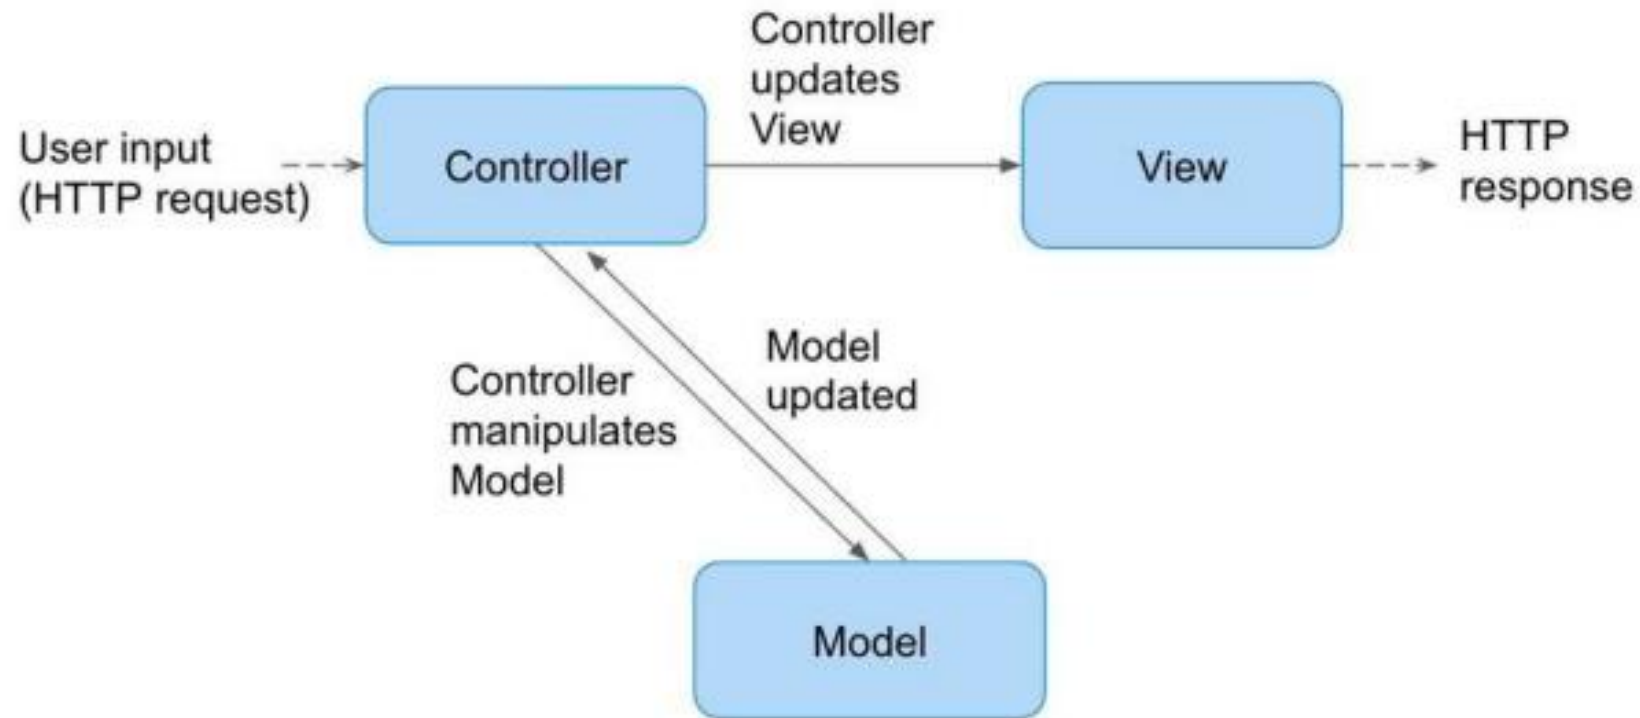 User input
(HTTP request)
Controller
Controller
updates
View
View
HTTP
response
Controller
manipulates
Model
Model
updated
Model